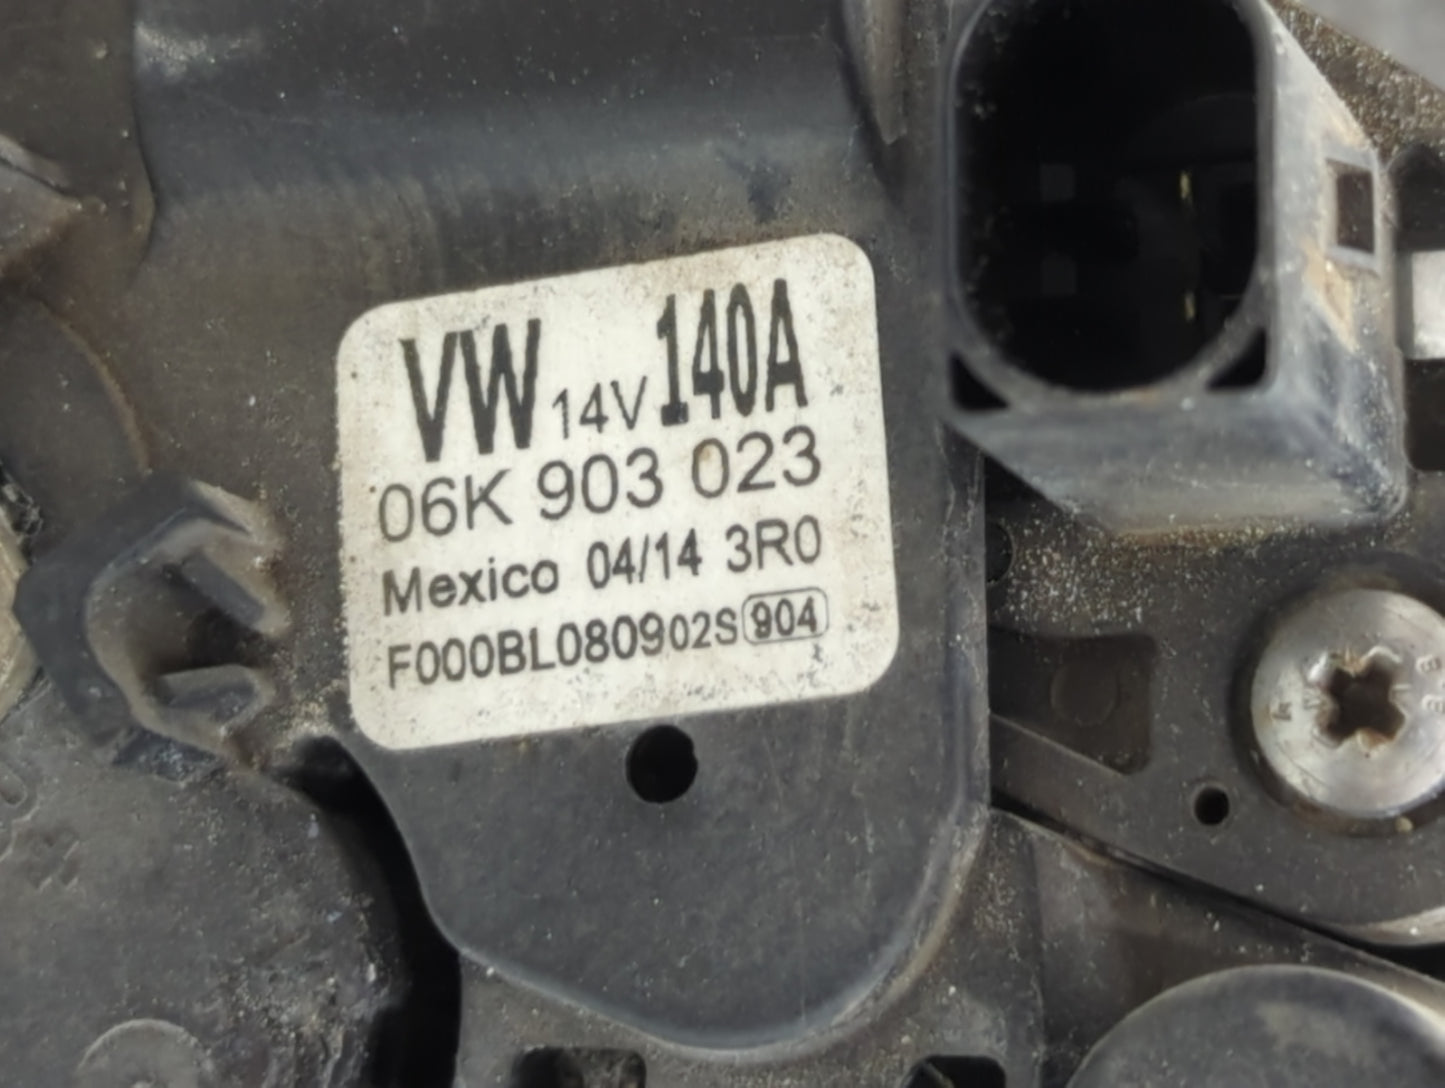 VW 14V 140A
06K 903 023
Mexico 04/14 3R0
F000BL080902S 904